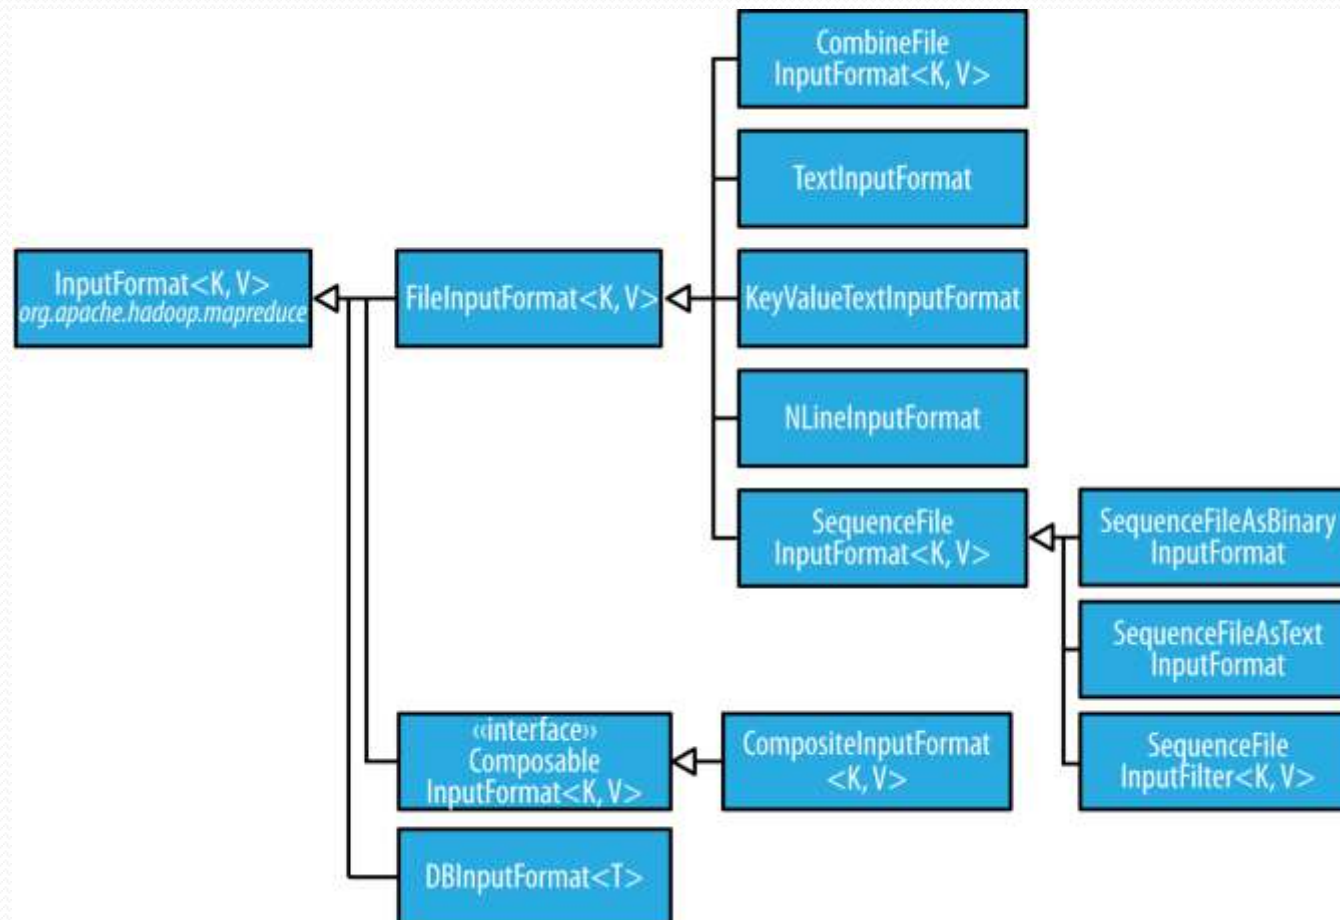 CombineFile
InputFormat<K, V>
TextInputFormat
InputFormat<K, V>
org.apache.hadoop.mapreduce
FileInputFormat<K, V>
KeyValueTextInputFormat
NLineInputFormat
SequenceFile
InputFormat<K, V>
SequenceFileAsBinary
InputFormat
SequenceFileAsText
InputFormat
«interface»
Composable
InputFormat<K, V>
CompositeInputFormat
<K, V>
SequenceFile
InputFilter<K, V>
DBInputFormat<T>